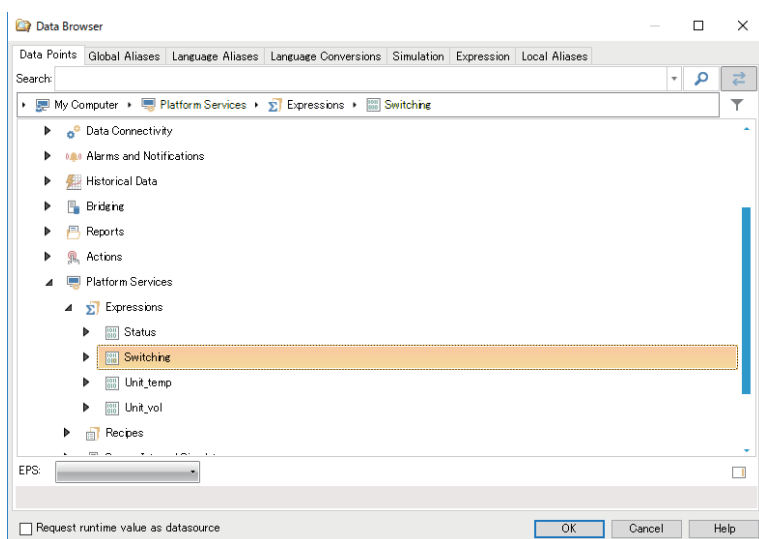 Data Browser
Data Points Global Aliases Language Aliases Language Conversions Simulation Expression Local Aliases
Search:
My Computer Platform Services Expressions Switching
Data Connectivity
Alarms and Notifications
Historical Data
Bridging
Reports
Actions
Platform Services
Expressions
Status
Switching
Unit_temp
Unit_vol
Recipes
EPS:
Request runtime value as datasource OK Cancel Help